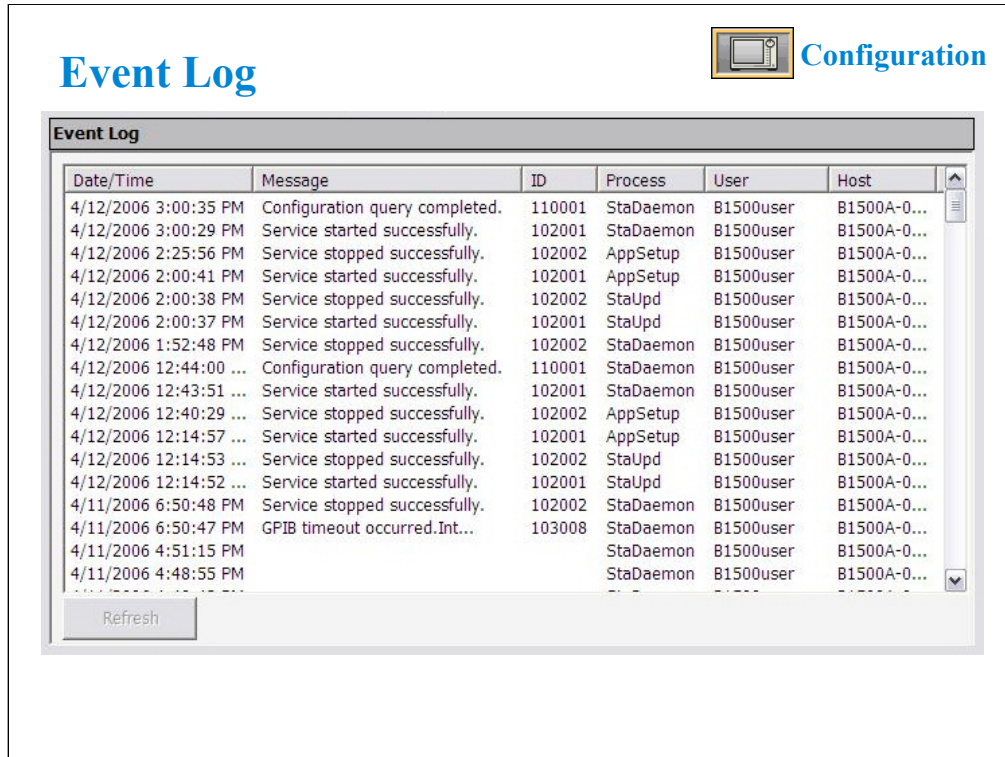 Event Log
Configuration
Event Log
Date/Time Message ID Process User Host
4/12/2006 3:00:35 PM Configuration query completed. 110001 StaDaemon B1500user B1500A-0...
4/12/2006 3:00:29 PM Service started successfully. 102001 StaDaemon B1500user B1500A-0...
4/12/2006 2:25:56 PM Service stopped successfully. 102002 AppSetup B1500user B1500A-0...
4/12/2006 2:00:41 PM Service started successfully. 102001 AppSetup B1500user B1500A-0...
4/12/2006 2:00:38 PM Service stopped successfully. 102002 StaUpd B1500user B1500A-0...
4/12/2006 2:00:37 PM Service started successfully. 102001 StaUpd B1500user B1500A-0...
4/12/2006 1:52:48 PM Service stopped successfully. 102002 StaDaemon B1500user B1500A-0...
4/12/2006 12:44:00 ... Configuration query completed. 110001 StaDaemon B1500user B1500A-0...
4/12/2006 12:43:51 ... Service started successfully. 102001 StaDaemon B1500user B1500A-0...
4/12/2006 12:40:29 ... Service stopped successfully. 102002 AppSetup B1500user B1500A-0...
4/12/2006 12:14:57 ... Service started successfully. 102001 AppSetup B1500user B1500A-0...
4/12/2006 12:14:53 ... Service stopped successfully. 102002 StaUpd B1500user B1500A-0...
4/12/2006 12:14:52 ... Service started successfully. 102001 StaUpd B1500user B1500A-0...
4/11/2006 6:50:48 PM Service stopped successfully. 102002 StaDaemon B1500user B1500A-0...
4/11/2006 6:50:47 PM GPIB timeout occurred.Int... 103008 StaDaemon B1500user B1500A-0...
4/11/2006 4:51:15 PM StaDaemon B1500user B1500A-0...
4/11/2006 4:48:55 PM StaDaemon B1500user B1500A-0...
Refresh